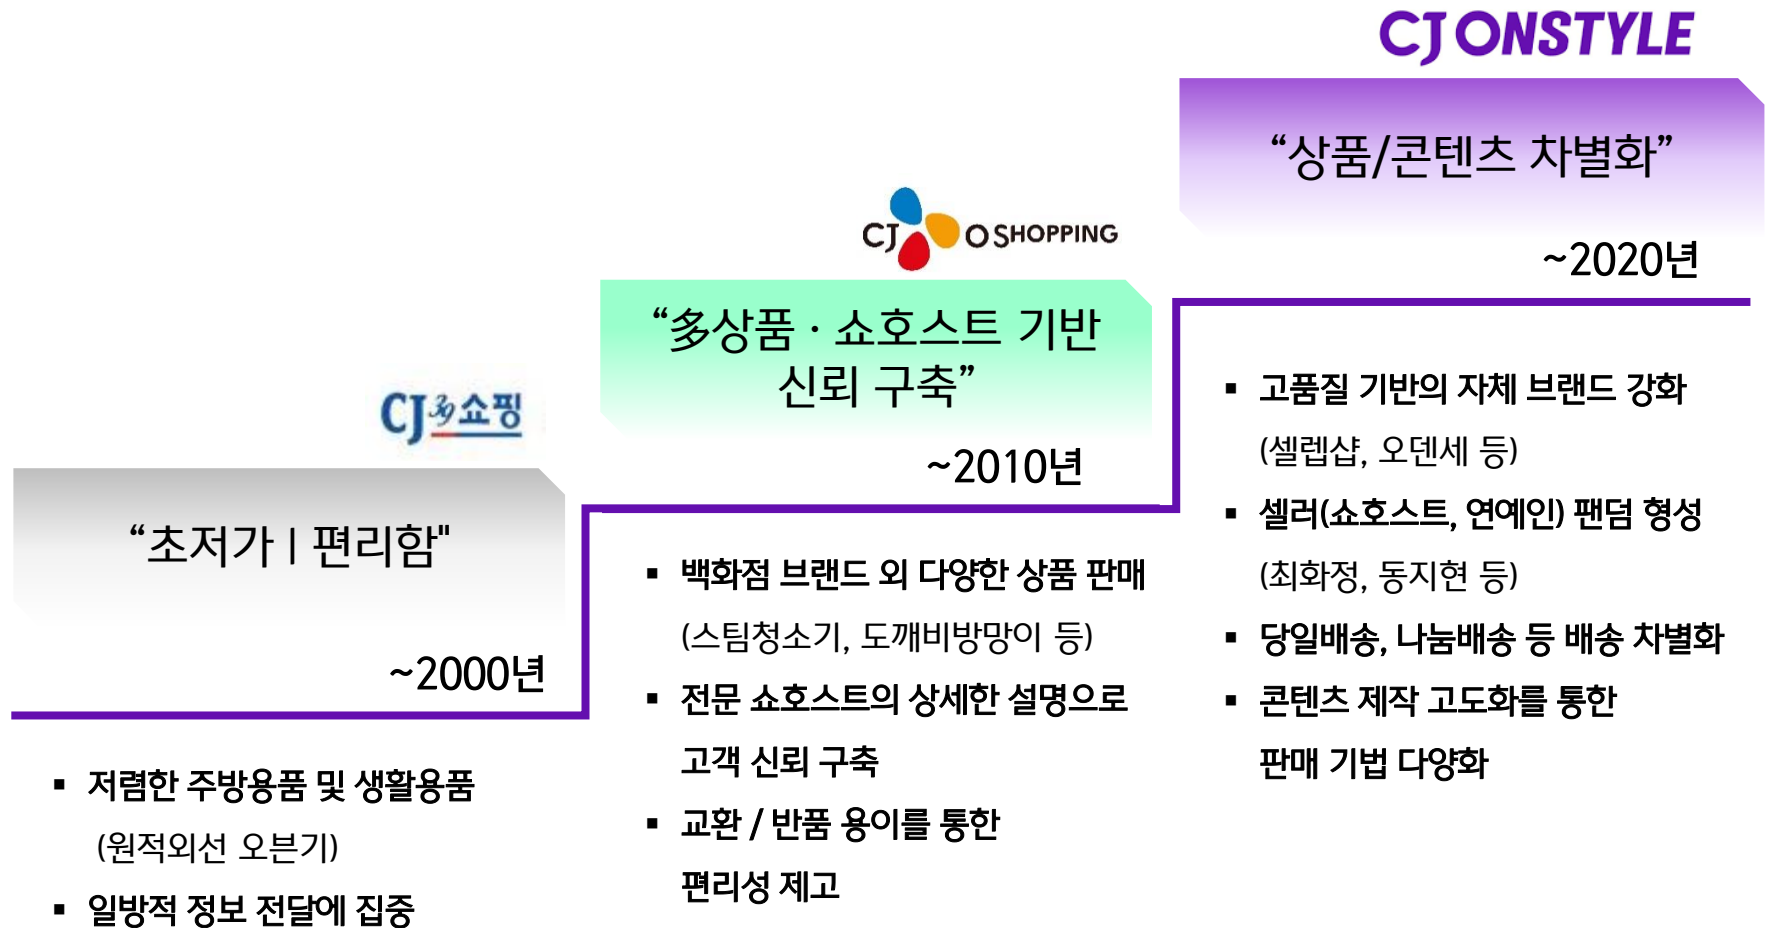 CJ ONSTYLE
“상품/콘텐츠 차별화”
~2020년
▪ 고품질 기반의 자체 브랜드 강화
(셀렙샵, 오덴세 등)
▪ 셀러(쇼호스트, 연예인) 팬덤 형성
(최화정, 동지현 등)
▪ 당일배송, 나눔배송 등 배송 차별화
▪ 콘텐츠 제작 고도화를 통한
판매 기법 다양화
CJ O SHOPPING
“多상품 · 쇼호스트 기반
신뢰 구축”
~2010년
▪ 백화점 브랜드 외 다양한 상품 판매
(스팀청소기, 도깨비방망이 등)
▪ 전문 쇼호스트의 상세한 설명으로
고객 신뢰 구축
▪ 교환 / 반품 용이를 통한
편리성 제고
CJ39쇼핑
“초저가 I 편리함"
~2000년
▪ 저렴한 주방용품 및 생활용품
(원적외선 오븐기)
▪ 일방적 정보 전달에 집중